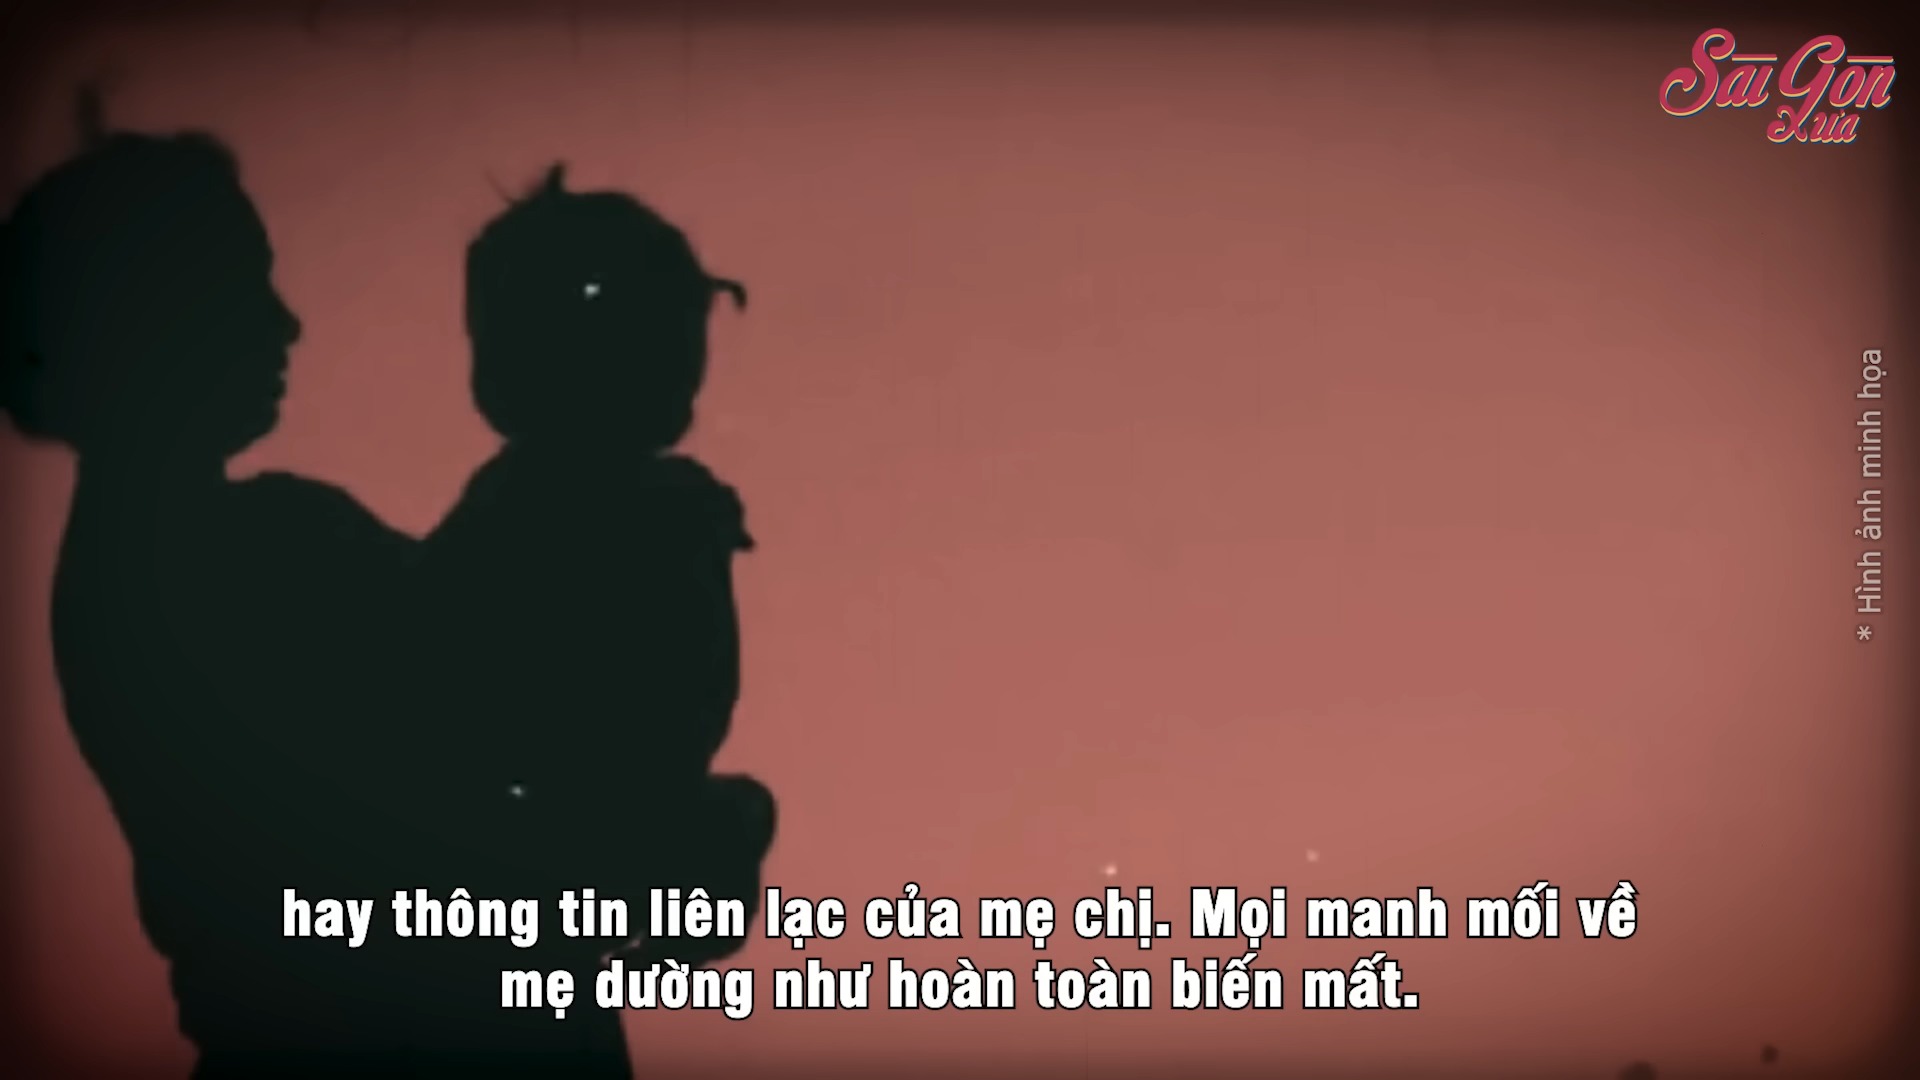 Sài Gòn
Xưa
* Hình ảnh minh họa
hay thông tin liên lạc của mẹ chị. Mọi manh mối về
mẹ dường như hoàn toàn biến mất.